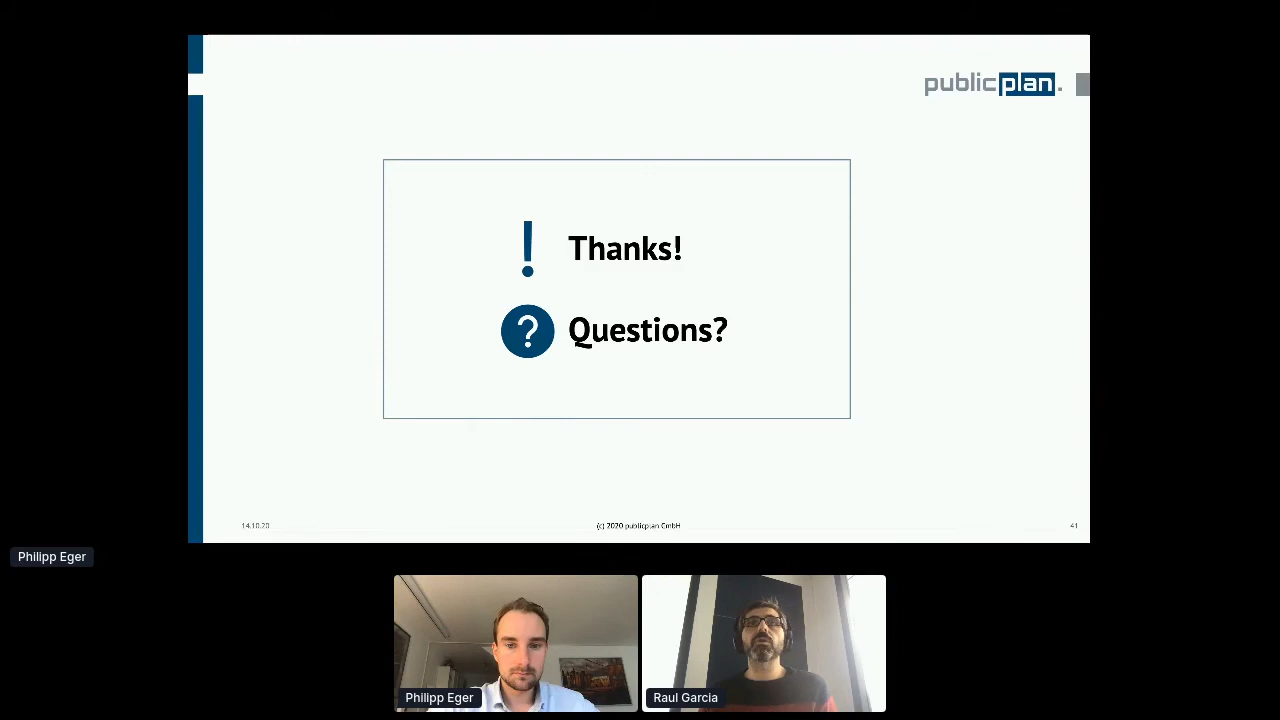 publicplan.
! Thanks!
? Questions?
14.10.20
(c) 2020 publicplan GmbH
41
Philipp Eger
Philipp Eger
Raul Garcia